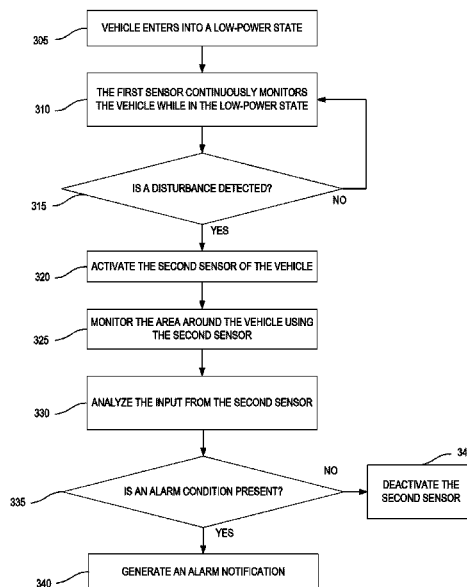 305
VEHICLE ENTERS INTO A LOW-POWER STATE
310
THE FIRST SENSOR CONTINUOUSLY MONITORS
THE VEHICLE WHILE IN THE LOW-POWER STATE
315
IS A DISTURBANCE DETECTED?
NO
YES
320
ACTIVATE THE SECOND SENSOR OF THE VEHICLE
325
MONITOR THE AREA AROUND THE VEHICLE USING
THE SECOND SENSOR
330
ANALYZE THE INPUT FROM THE SECOND SENSOR
335
IS AN ALARM CONDITION PRESENT?
NO
DEACTIVATE THE
SECOND SENSOR
YES
340
GENERATE AN ALARM NOTIFICATION